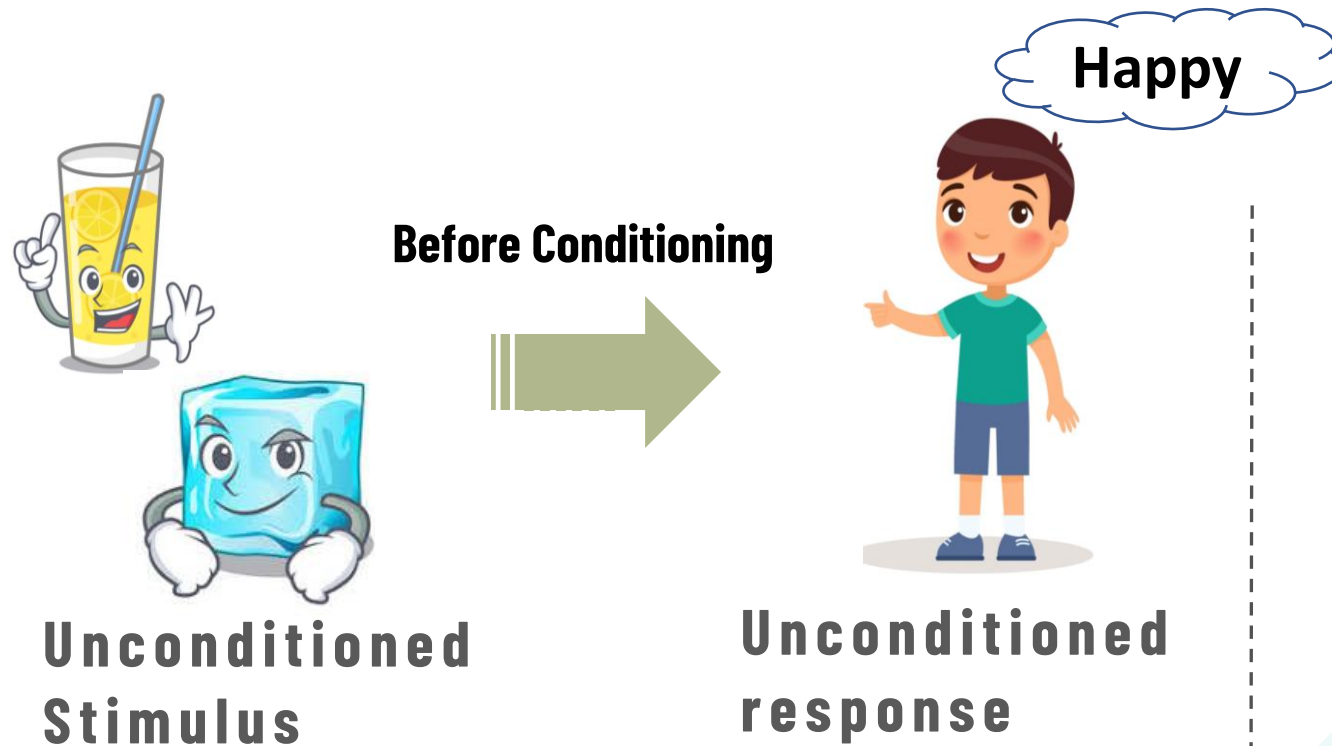 Happy
Before Conditioning
Unconditioned
Stimulus
Unconditioned
response